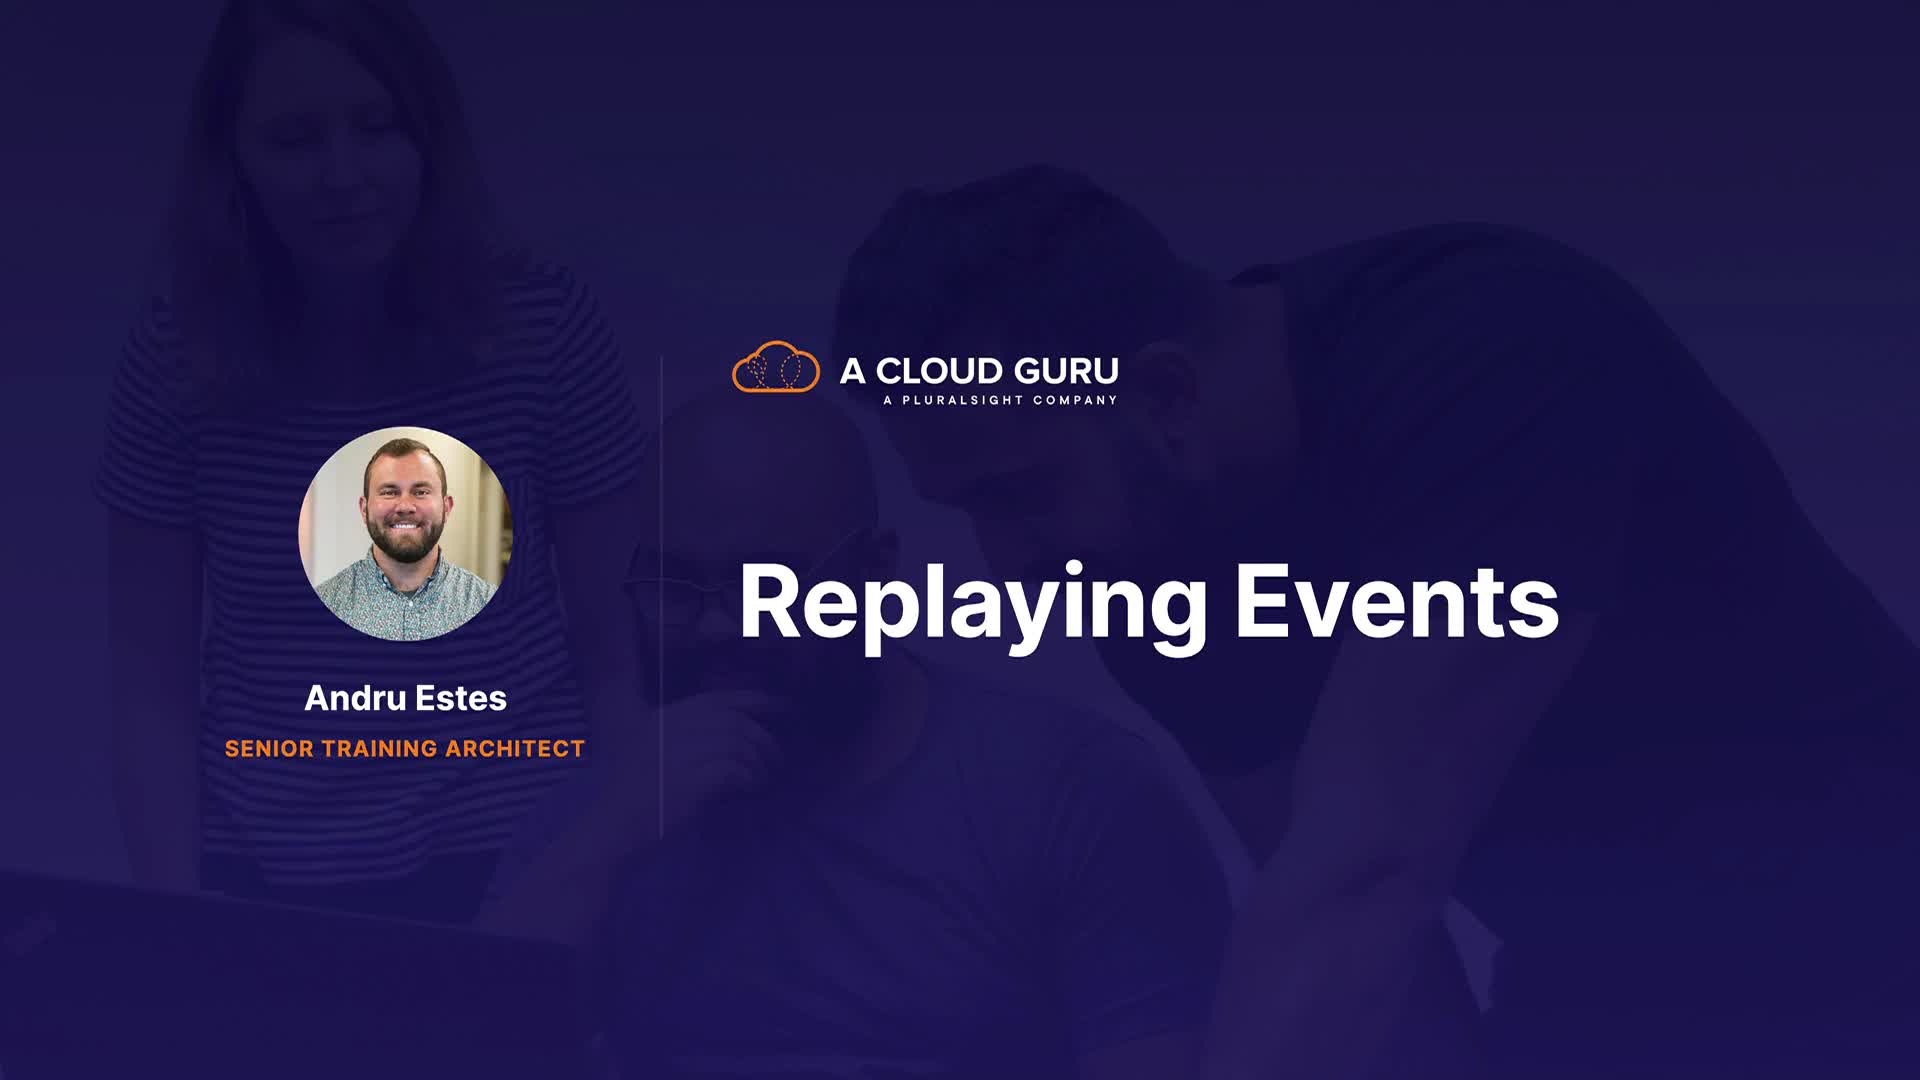 A CLOUD GURU
A PLURALSIGHT COMPANY
Replaying Events
Andru Estes
SENIOR TRAINING ARCHITECT